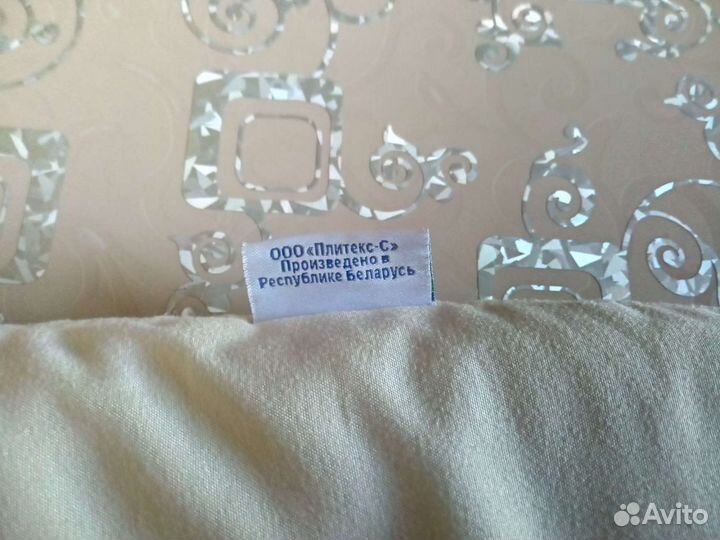 ООО «Плитекс-С»
Произведено в
Республике Беларусь
Avito